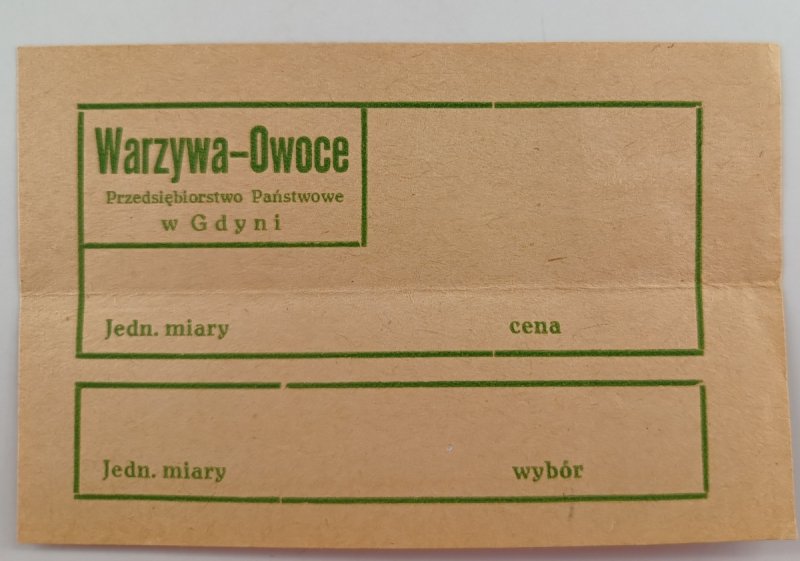 Warzywa–Owoce
Przedsiębiorstwo Państwowe
w Gdyni
Jedn. miary cena
Jedn. miary wybór